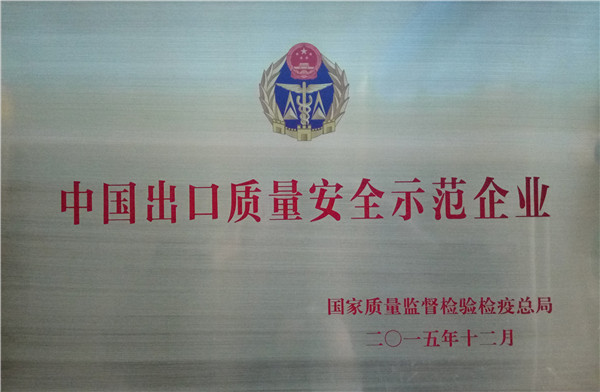 中国出口质量安全示范企业
国家质量监督检验检疫总局
二〇一五年十二月